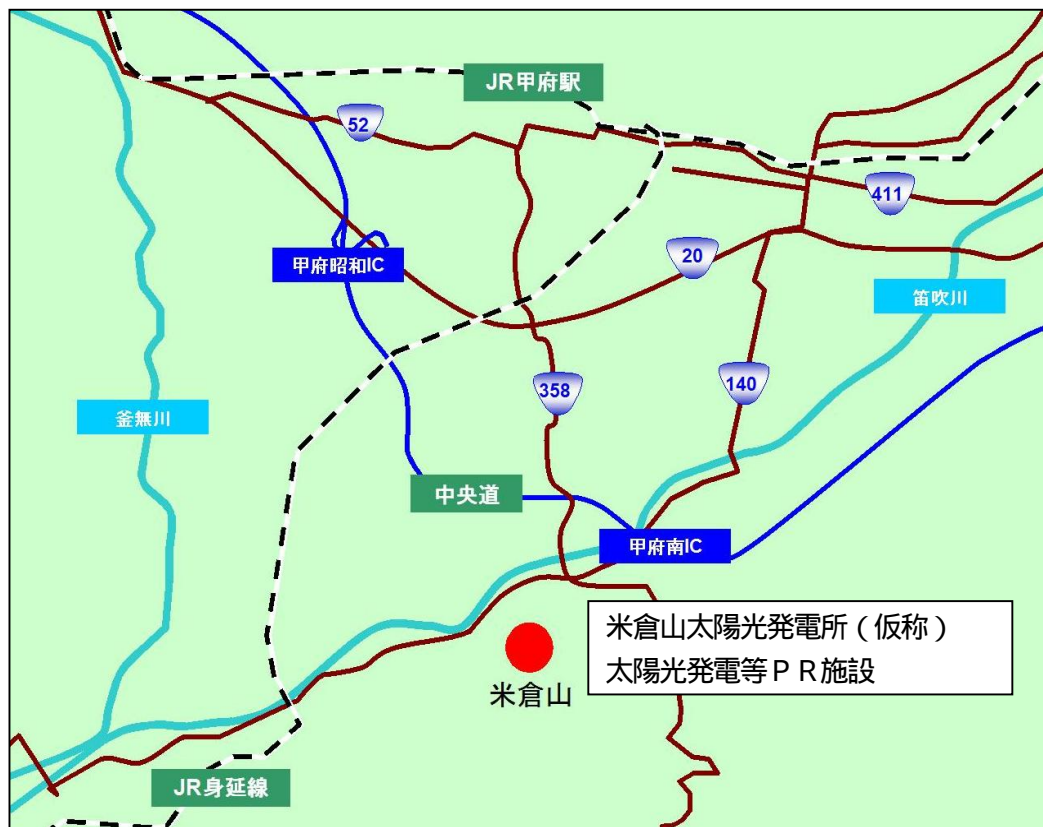 JR甲府駅
52
411
甲府昭和IC
20
笛吹川
358
140
釜無川
中央道
甲府南IC
米倉山太陽光発電所（仮称）
太陽光発電等ＰＲ施設
米倉山
JR身延線